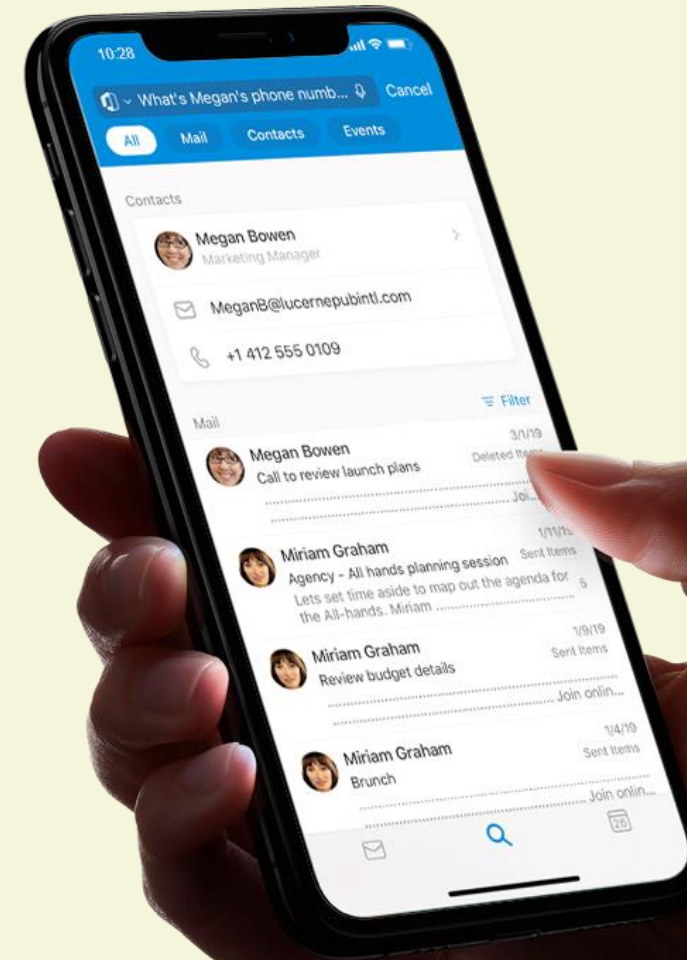 10:28
What's Megan's phone numb... Cancel
All Mail Contacts Events
Contacts
Megan Bowen
Marketing Manager
MeganB@lucernepubintl.com
+1 412 555 0109
Mail
Filter
Megan Bowen 3/1/19
Call to review launch plans Deleted Items
Miriam Graham
Agency - All hands planning session Sent Items
Lets set time aside to map out the agenda for 5
the All-hands. Miriam
Miriam Graham 1/9/19
Review budget details Sent Items
Join onlin...
Miriam Graham 1/4/19
Brunch Sent Items
Join onlin...
26